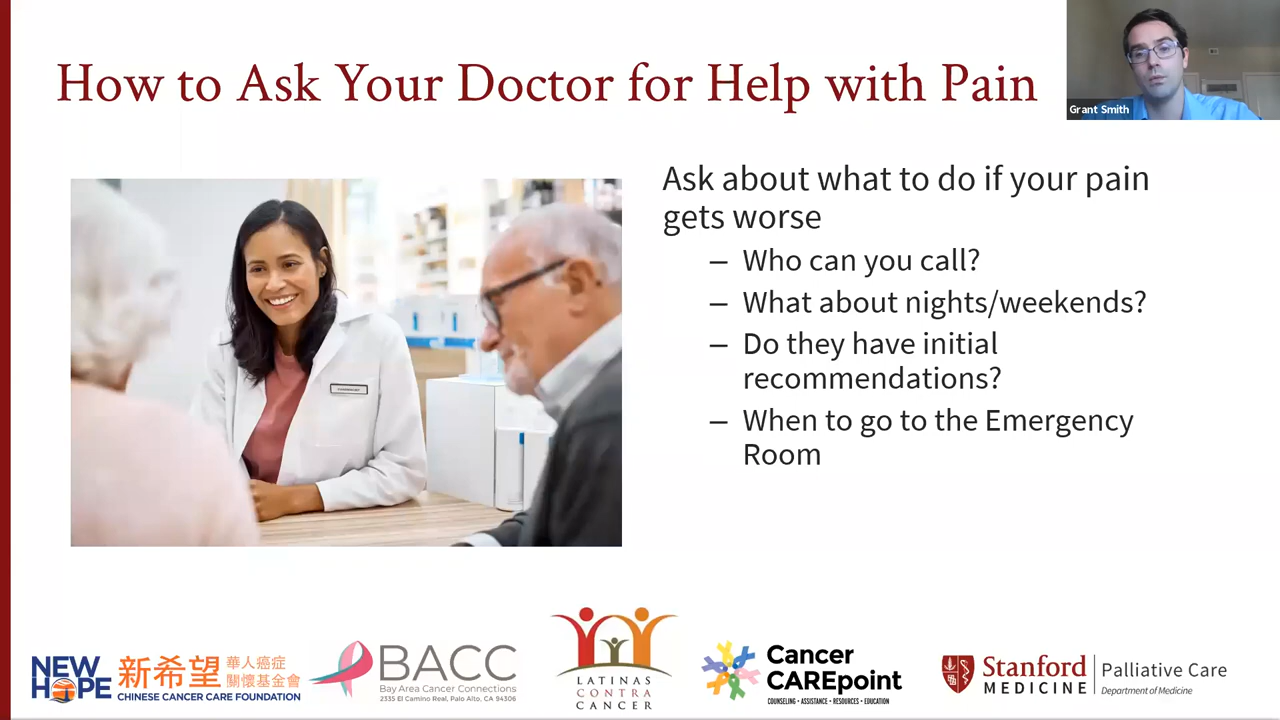 How to Ask Your Doctor for Help with Pain
Grant Smith
Ask about what to do if your pain
gets worse
– Who can you call?
– What about nights/weekends?
– Do they have initial
recommendations?
– When to go to the Emergency
Room
NEW
HOPE
新希望
華人癌症
關懷基金會
CHINESE CANCER CARE FOUNDATION
BACC
Bay Area Cancer Connections
2335 El Camino Real, Palo Alto, CA 94306
LATINAS
CONTRA
CANCER
Cancer
CAREpoint
COUNSELING • ASSISTANCE • RESOURCES • EDUCATION
Stanford
MEDICINE
Palliative Care
Department of Medicine